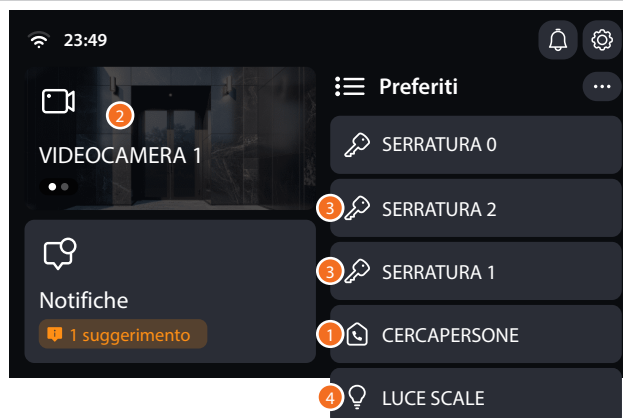 23:49
2
VIDEOCAMERA 1
Notifiche
1 suggerimento
Preferiti
SERRATURA 0
3 SERRATURA 2
3 SERRATURA 1
1 CERCAPERSONE
4 LUCE SCALE